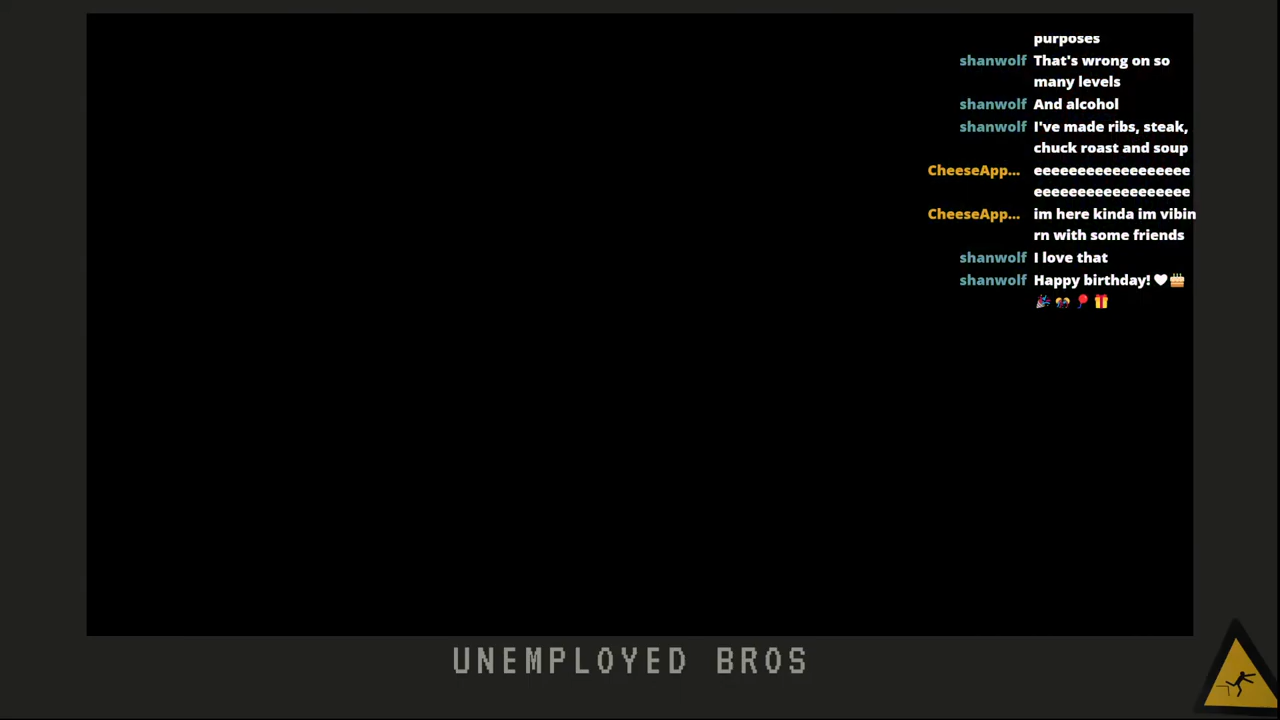 purposes
shanwolf That's wrong on so
many levels
shanwolf And alcohol
shanwolf I've made ribs, steak,
chuck roast and soup
CheeseApp... eeeeeeeeeeeeeeeee
eeeeeeeeeeeeeeeee
CheeseApp... im here kinda im vibin
rn with some friends
shanwolf I love that
shanwolf Happy birthday! 🤍🎂
🎉 🎊 🎈 🎁
UNEMPLOYED BROS